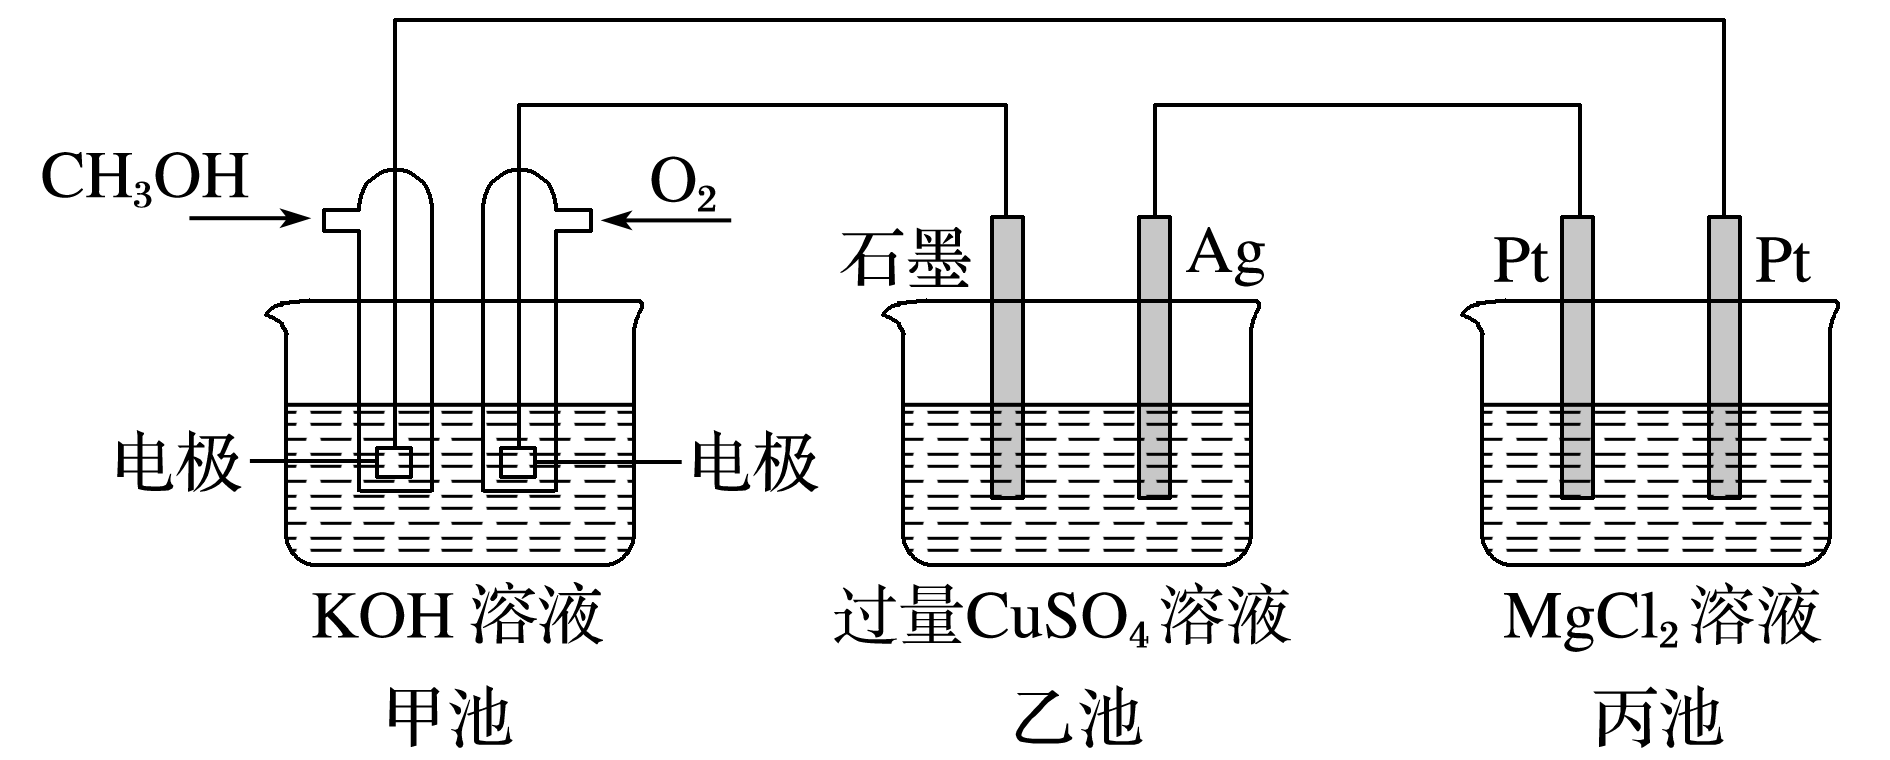 CH₃OH
O₂
石墨
Ag
Pt
Pt
电极
电极
KOH 溶液
过量CuSO₄溶液
MgCl₂溶液
甲池
乙池
丙池